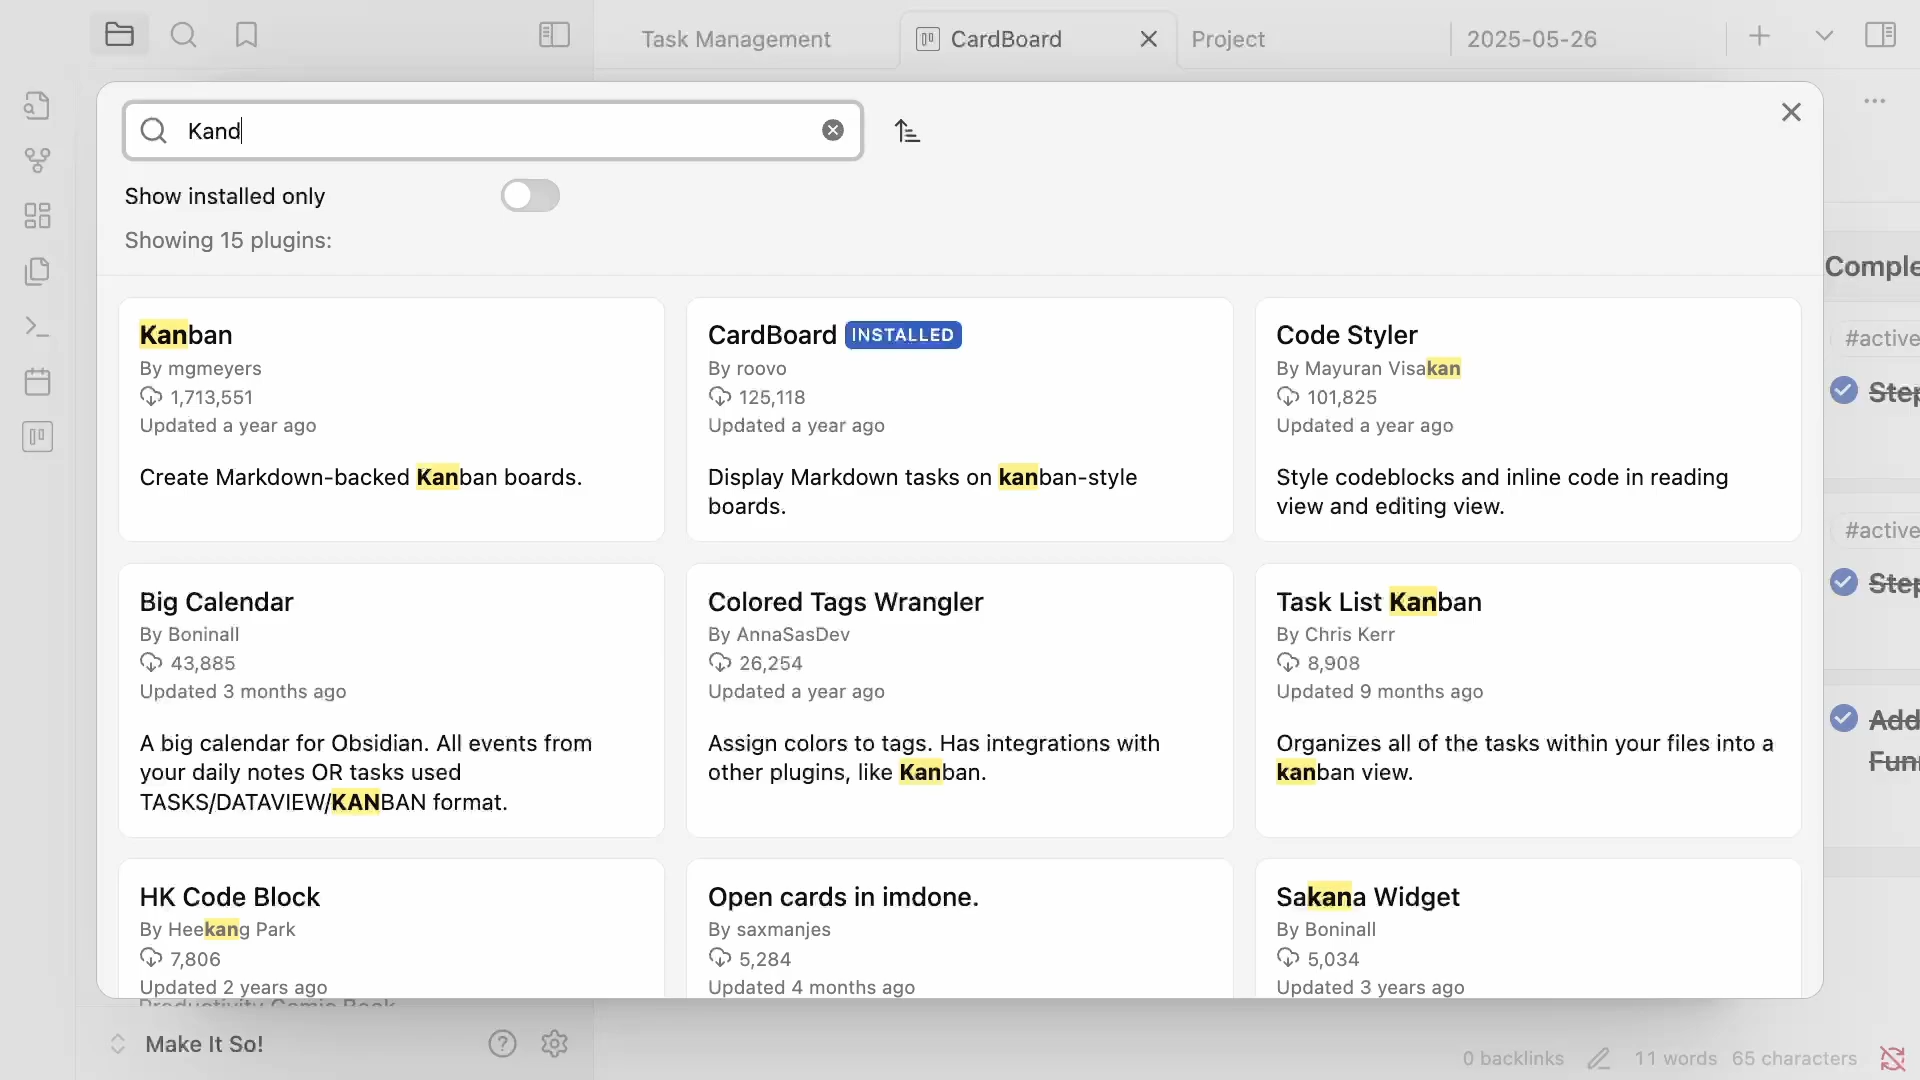 Task Management
CardBoard
Project
2025-05-26
Kand
Show installed only
Showing 15 plugins:
Kanban
By mgmeyers
1,713,551
Updated a year ago
Create Markdown-backed Kanban boards.
CardBoard INSTALLED
By roovo
125,118
Updated a year ago
Display Markdown tasks on kanban-style
boards.
Code Styler
By Mayuran Visakan
101,825
Updated a year ago
Style codeblocks and inline code in reading
view and editing view.
Big Calendar
By Boninall
43,885
Updated 3 months ago
A big calendar for Obsidian. All events from
your daily notes OR tasks used
TASKS/DATAVIEW/KANBAN format.
Colored Tags Wrangler
By AnnaSasDev
26,254
Updated a year ago
Assign colors to tags. Has integrations with
other plugins, like Kanban.
Task List Kanban
By Chris Kerr
8,908
Updated 9 months ago
Organizes all of the tasks within your files into a
kanban view.
HK Code Block
By Heekang Park
7,806
Updated 2 years ago
Open cards in imdone.
By saxmanjes
5,284
Updated 4 months ago
Sakana Widget
By Boninall
5,034
Updated 3 years ago
Comple
#active
Step
#active
Step
Add
Fun
Productivity Comic Book
Make It So!
0 backlinks
11 words
65 characters